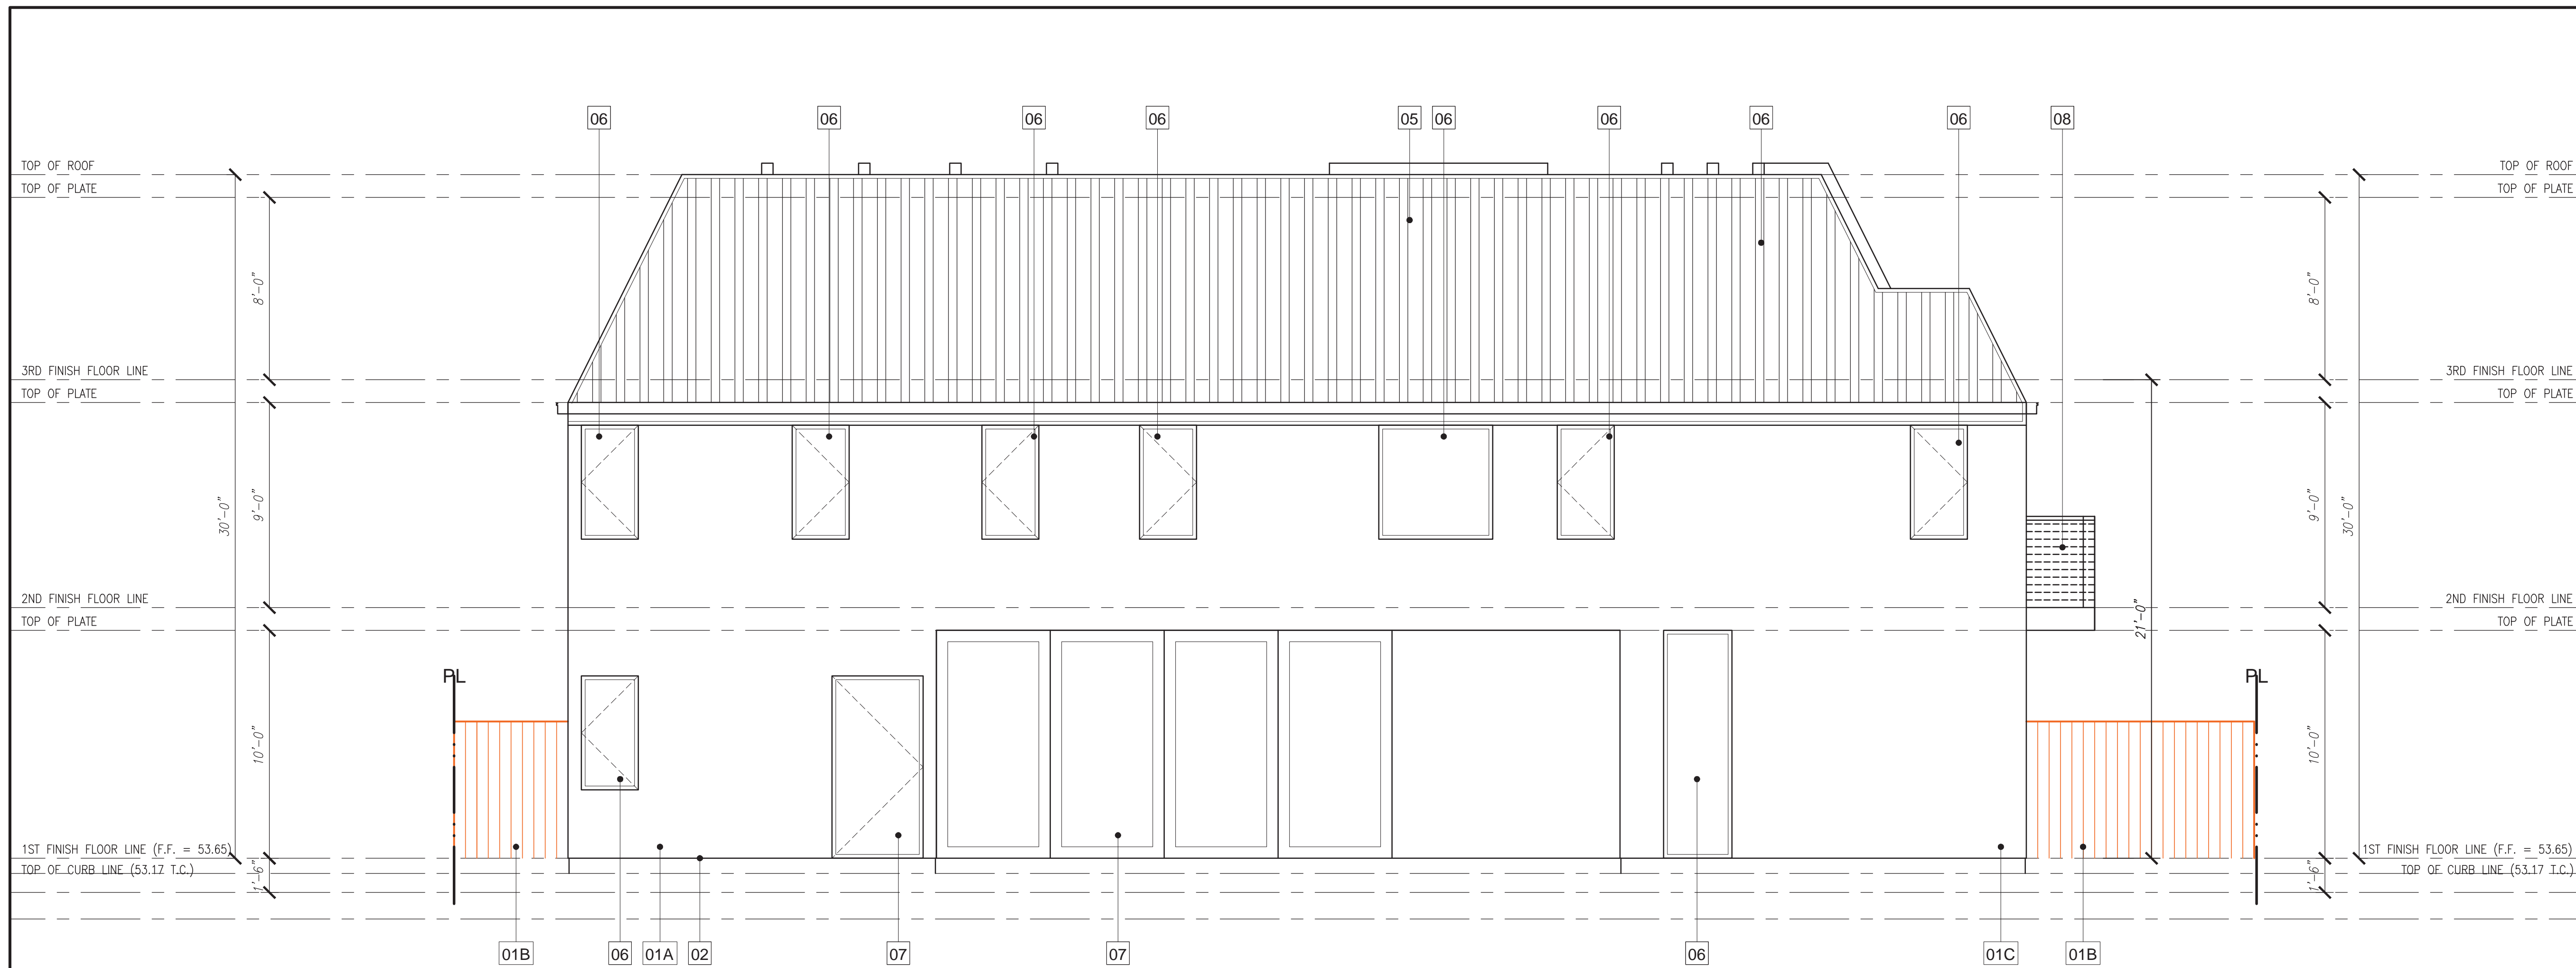 06 06 06 06 05 06 06 06 06 08
TOP OF ROOF TOP OF ROOF
TOP OF PLATE TOP OF PLATE
8'-0" 8'-0"
3RD FINISH FLOOR LINE 3RD FINISH FLOOR LINE
TOP OF PLATE TOP OF PLATE
30'-0" 9'-0" 9'-0" 30'-0"
2ND FINISH FLOOR LINE 2ND FINISH FLOOR LINE
TOP OF PLATE 21'-0" TOP OF PLATE
PL PL
10'-0" 10'-0"
1ST FINISH FLOOR LINE (F.F. = 53.65) 1ST FINISH FLOOR LINE (F.F. = 53.65)
TOP OF CURB LINE (53.17 T.C.) 1'-6" 1'-6" TOP OF CURB LINE (53.17 T.C.)
01B 06 01A 02 07 07 06 01C 01B